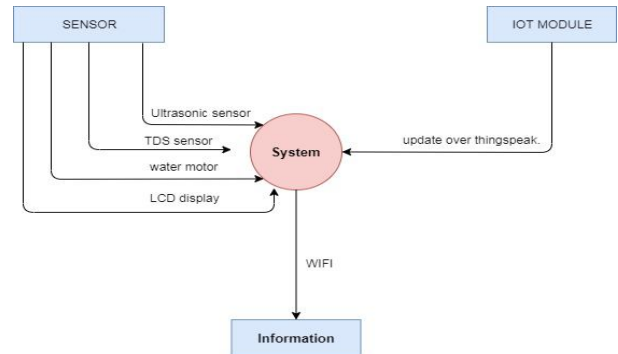 SENSOR
IOT MODULE
Ultrasonic sensor
TDS sensor
update over thingspeak.
System
water motor
LCD display
WIFI
Information